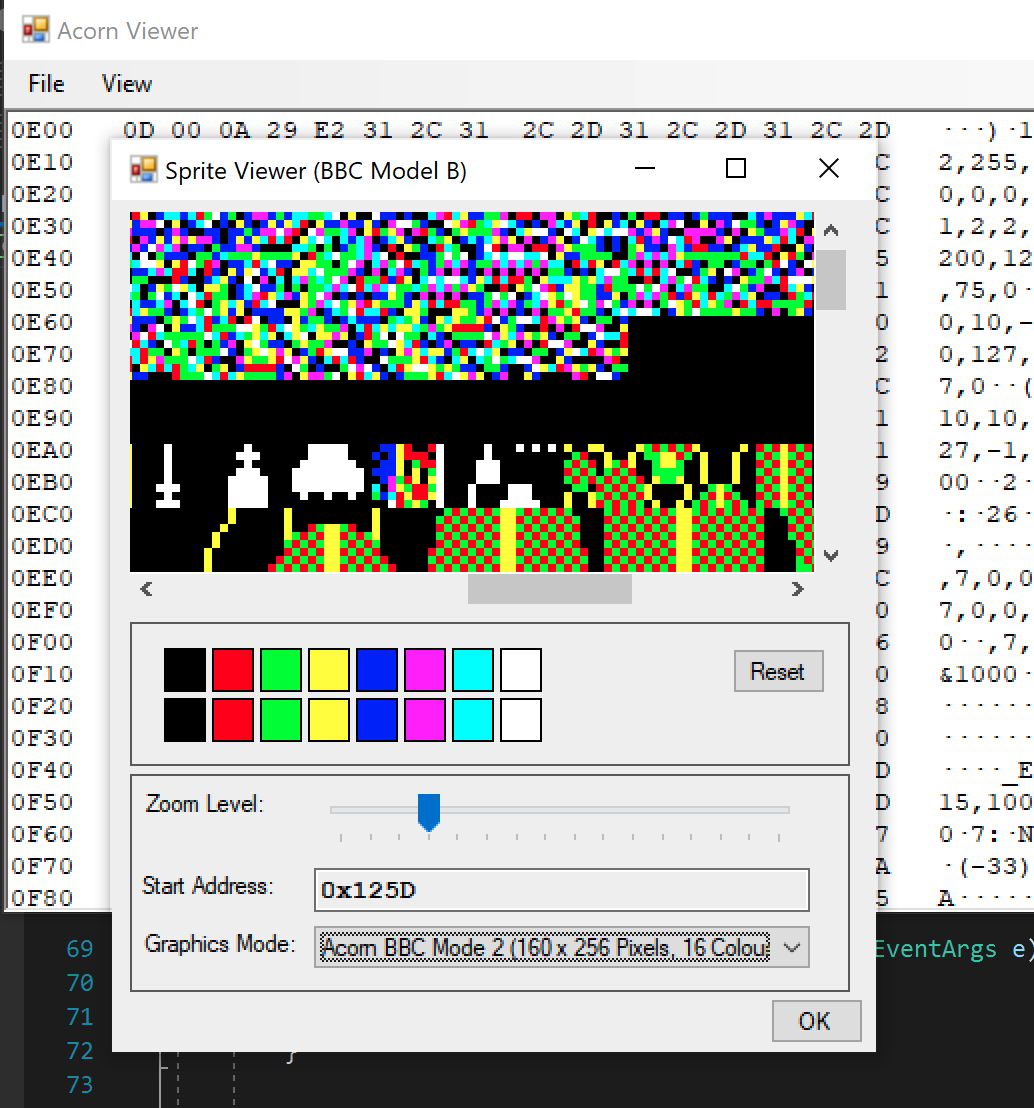 Acorn Viewer
File View
0E00 0D 00 0A 29 E2 31 2C 31 2C 2D 31 2C 2D 31 2C 2D ···)·1
0E10 C 2,255,
Sprite Viewer (BBC Model B)
0E20 C 0,0,0,
0E30 C 1,2,2,
0E40 5 200,12
0E50 1 ,75,0·
0E60 0 0,10,-
0E70 2 0,127,
0E80 C 7,0··(
0E90 1 10,10,
0EA0 1 27,-1,
0EB0 9 00··2·
0EC0 D ·:·26·
0ED0 9 ·,····
0EE0 C ,7,0,0
0EF0 0 7,0,0,
0F00 6 0··,7,
0F10 0 &1000·
Reset
0F20 8 ······
0F30 0 ······
0F40 D ····_E
Zoom Level:
0F50 D 15,100
0F60 7 0·7:·N
0F70 A ·(-33)
Start Address: 0x125D
0F80 5 A·····
Graphics Mode: Acorn BBC Mode 2 (160 x 256 Pixels, 16 Colou
69 EventArgs e)
70
71
OK
72 }
73